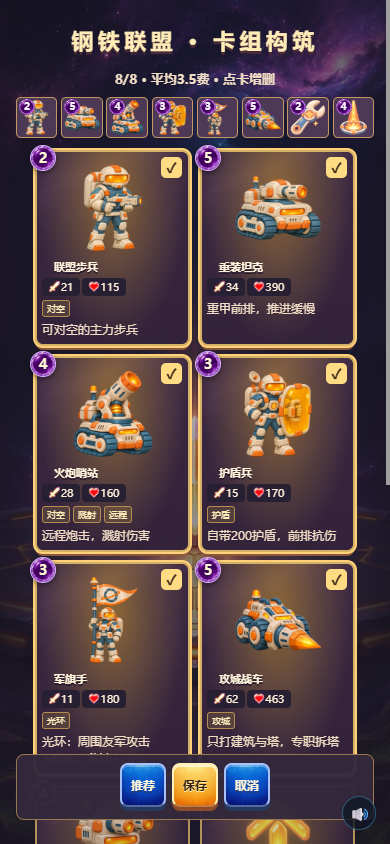 钢铁联盟 · 卡组构筑
8/8 · 平均3.5费 · 点卡增删
2 5 4 3 3 5 2 4
2 ✓
联盟步兵
21 115
对空
可对空的主力步兵
5 ✓
重装坦克
34 390
重甲前排，推进缓慢
4 ✓
火炮哨站
28 160
对空 溅射 远程
远程炮击，溅射伤害
3 ✓
护盾兵
15 170
护盾
自带200护盾，前排抗伤
3 ✓
军旗手
11 180
光环
光环：周围友军攻击
5 ✓
攻城战车
62 463
攻城
只打建筑与塔，专职拆塔
推荐 保存 取消